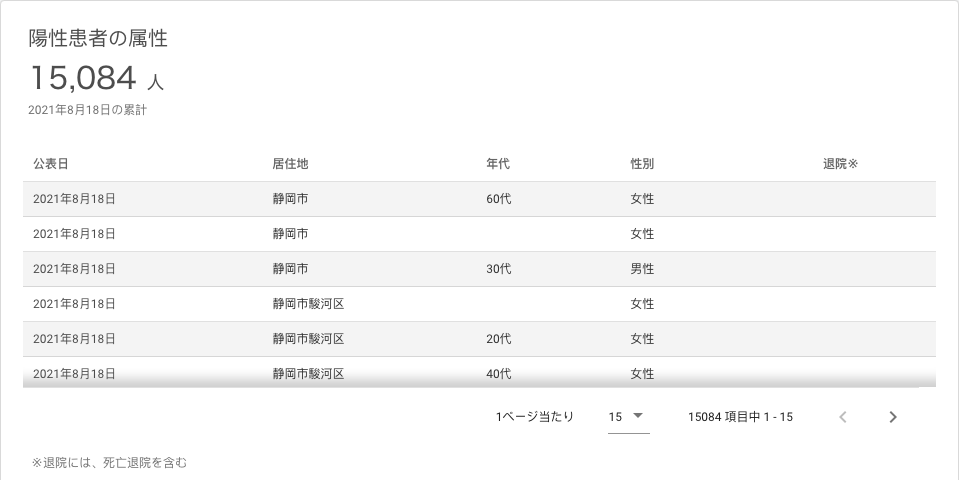 陽性患者の属性
15,084 人
2021年8月18日の累計
公表日 居住地 年代 性別 退院※
2021年8月18日 静岡市 60代 女性
2021年8月18日 静岡市 女性
2021年8月18日 静岡市 30代 男性
2021年8月18日 静岡市駿河区 女性
2021年8月18日 静岡市駿河区 20代 女性
2021年8月18日 静岡市駿河区 40代 女性
1ページ当たり 15 15084 項目中 1 - 15
※退院には、死亡退院を含む